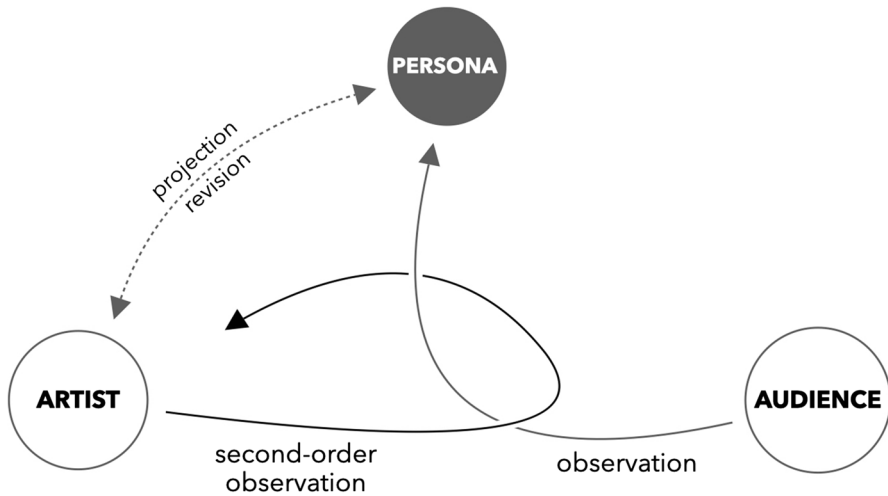 PERSONA
projection
revision
ARTIST
AUDIENCE
second-order
observation
observation